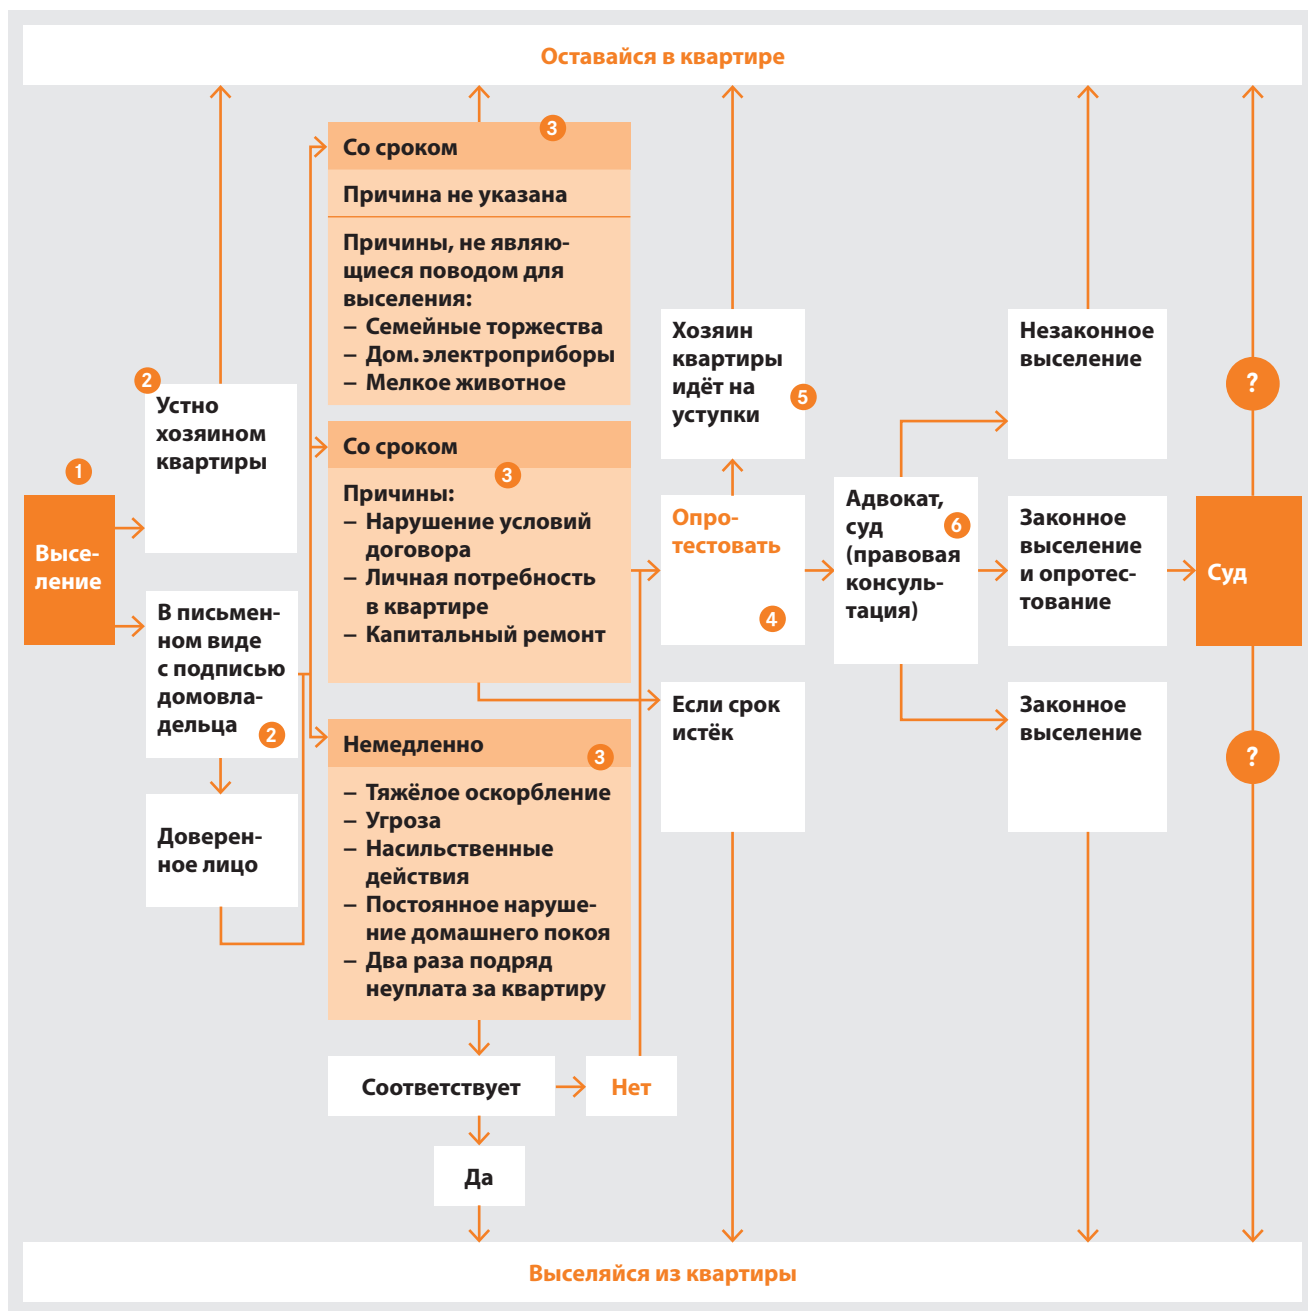 Оставайся в квартире
1
Высе-
ление
2
Устно
хозяином
квартиры
В письмен-
ном виде
с подписью
домовла-
дельца
2
Доверен-
ное лицо
3
Со сроком
Причина не указана
Причины, не являю-
щиеся поводом для
выселения:
– Семейные торжества
– Дом. электроприборы
– Мелкое животное
Со сроком
3
Причины:
– Нарушение условий
договора
– Личная потребность
в квартире
– Капитальный ремонт
Немедленно
3
– Тяжёлое оскорбление
– Угроза
– Насильственные
действия
– Постоянное наруше-
ние домашнего покоя
– Два раза подряд
неуплата за квартиру
Соответствует
Нет
Да
Хозяин
квартиры
идёт на
уступки
5
Опро-
тестовать
4
Если срок
истёк
Адвокат,
суд
6
(правовая
консуль-
тация)
Незаконное
выселение
Законное
выселение
и опротес-
тование
Законное
выселение
?
Суд
?
Выселяйся из квартиры